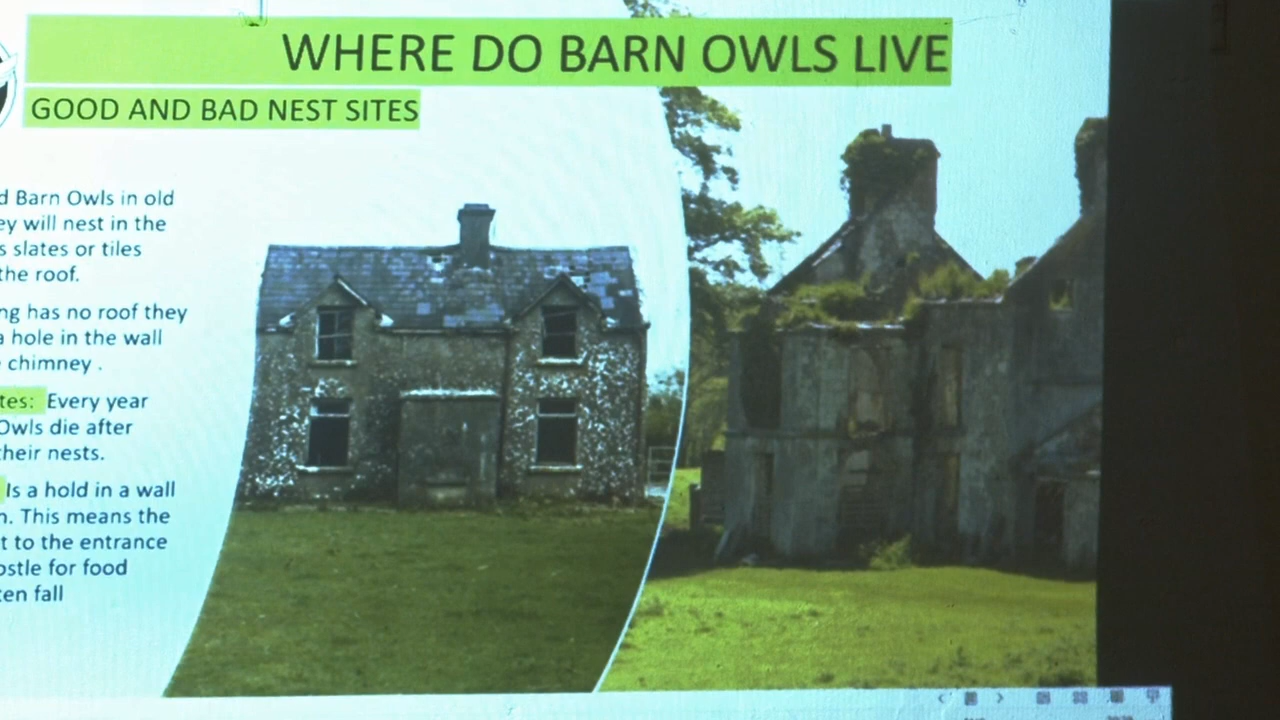 WHERE DO BARN OWLS LIVE
GOOD AND BAD NEST SITES
d Barn Owls in old
ey will nest in the
s slates or tiles
the roof.
ng has no roof they
a hole in the wall
chimney .
tes: Every year
Owls die after
their nests.
Is a hold in a wall
n. This means the
t to the entrance
ostle for food
ten fall